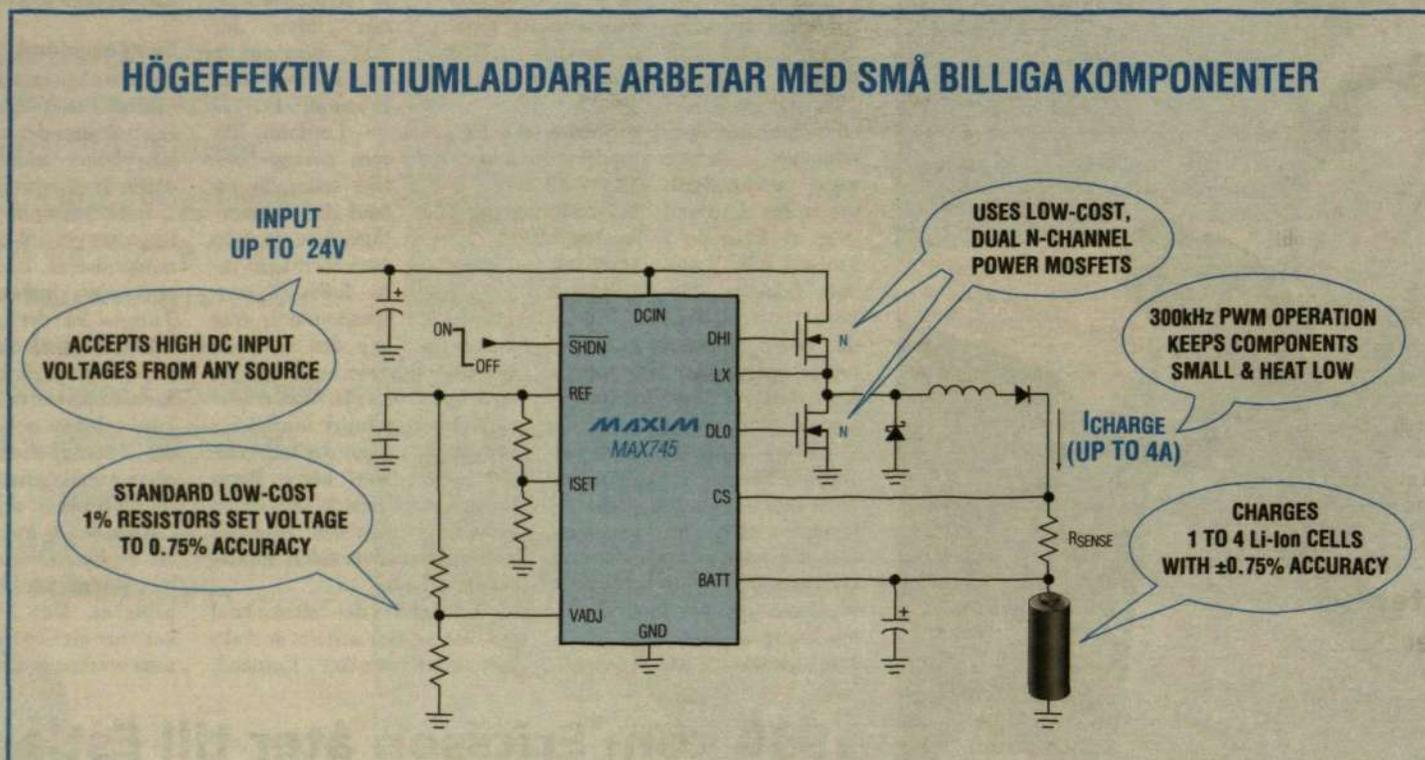 HÖGEFFEKTIV LITIUMLADDARE ARBETAR MED SMÅ BILLIGA KOMPONENTER
INPUT
UP TO 24V
ACCEPTS HIGH DC INPUT
VOLTAGES FROM ANY SOURCE
STANDARD LOW-COST
1% RESISTORS SET VOLTAGE
TO 0.75% ACCURACY
ON
OFF
+
DCIN
SHDN
REF
ISET
VADJ
GND
MAXIM
MAX745
DHI
LX
DLO
CS
BATT
N
N
USES LOW-COST,
DUAL N-CHANNEL
POWER MOSFETS
300kHz PWM OPERATION
KEEPS COMPONENTS
SMALL & HEAT LOW
ICHARGE
(UP TO 4A)
RSENSE
+
CHARGES
1 TO 4 Li-Ion CELLS
WITH ±0.75% ACCURACY